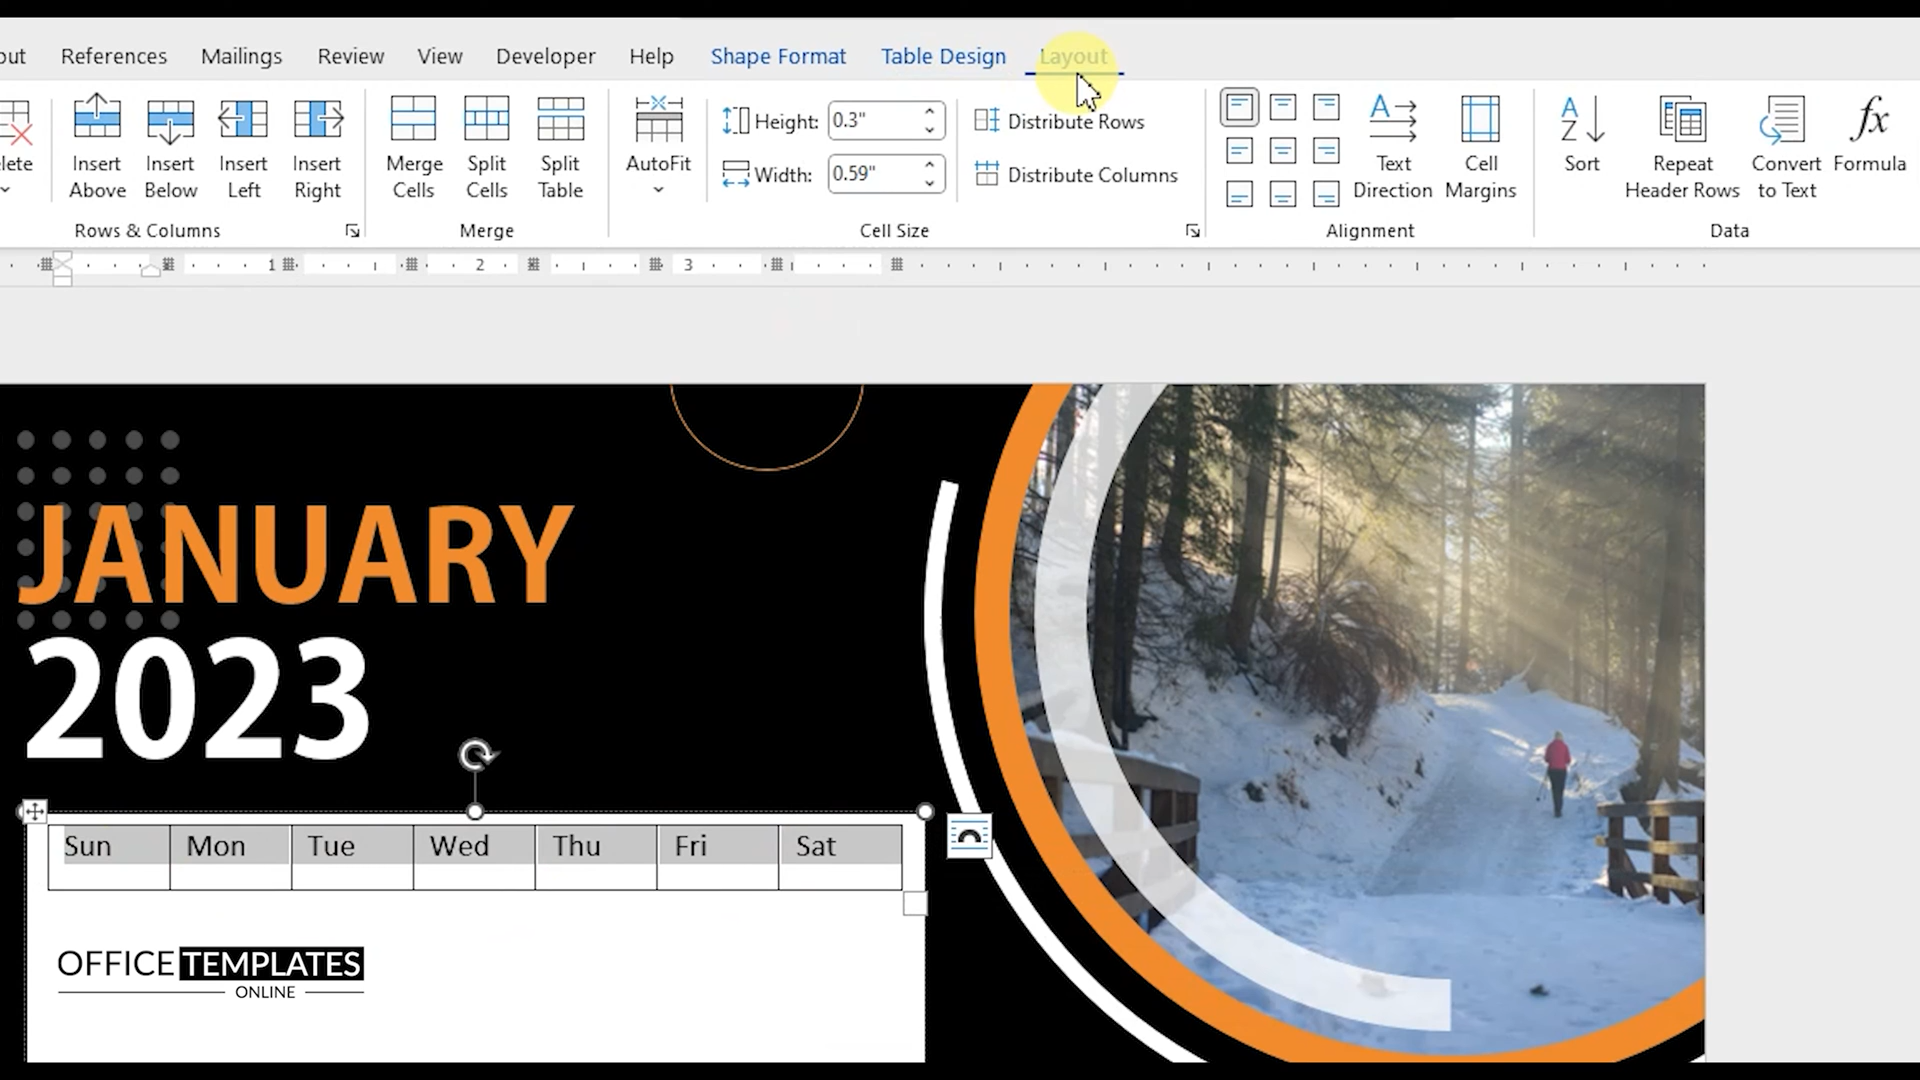 out References Mailings Review View Developer Help Shape Format Table Design Layout
elete
Insert Above
Insert Below
Insert Left
Insert Right
Rows & Columns
Merge Cells
Split Cells
Split Table
Merge
AutoFit
Height: 0.3"
Width: 0.59"
Distribute Rows
Distribute Columns
Cell Size
Text Direction
Cell Margins
Alignment
Sort
Repeat Header Rows
Convert to Text
fx
Formula
Data
1 2 3
JANUARY
2023
Sun Mon Tue Wed Thu Fri Sat
OFFICE TEMPLATES
ONLINE